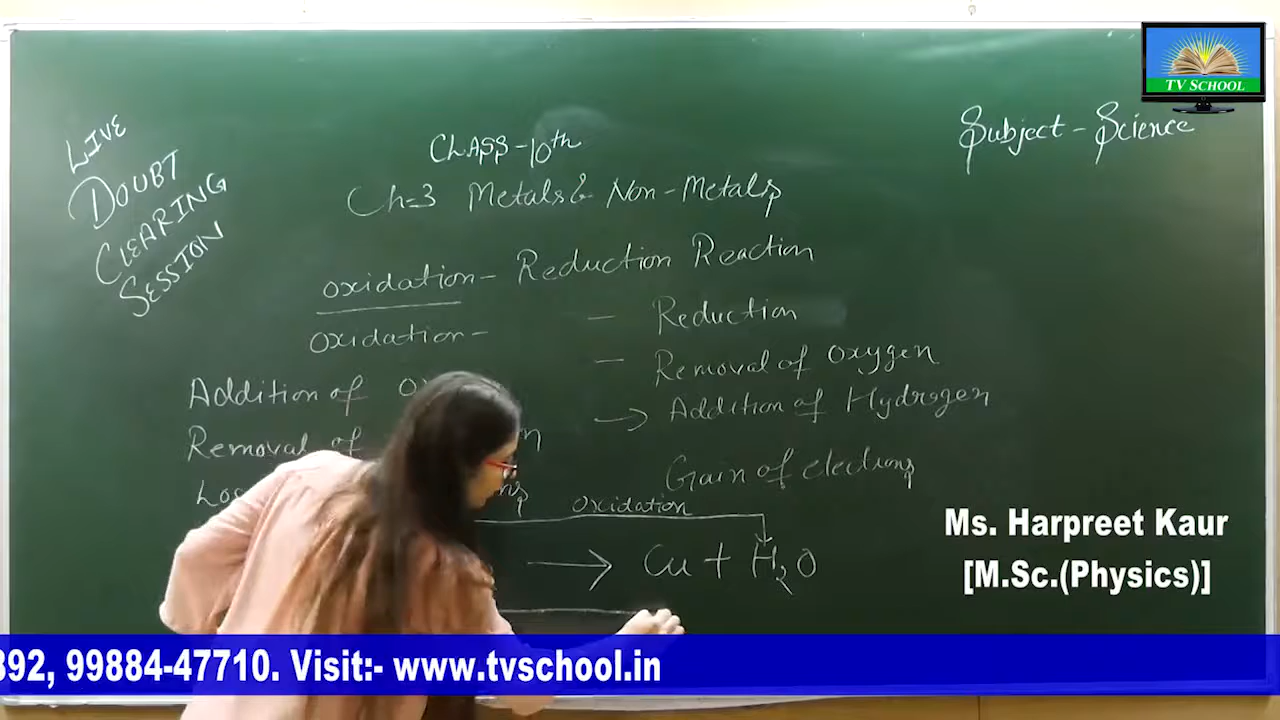 TV SCHOOL
LIVE
DOUBT
CLEARING
SESSION
CLASS-10th
Subject - Science
Ch=3 Metals & Non-Metals
oxidation - Reduction Reaction
oxidation -
- Reduction
Addition of
- Removal of oxygen
Removal of
→ Addition of Hydrogen
Gain of electrons
oxidation
→ Cu + H2O
Ms. Harpreet Kaur
[M.Sc.(Physics)]
392, 99884-47710. Visit:- www.tvschool.in